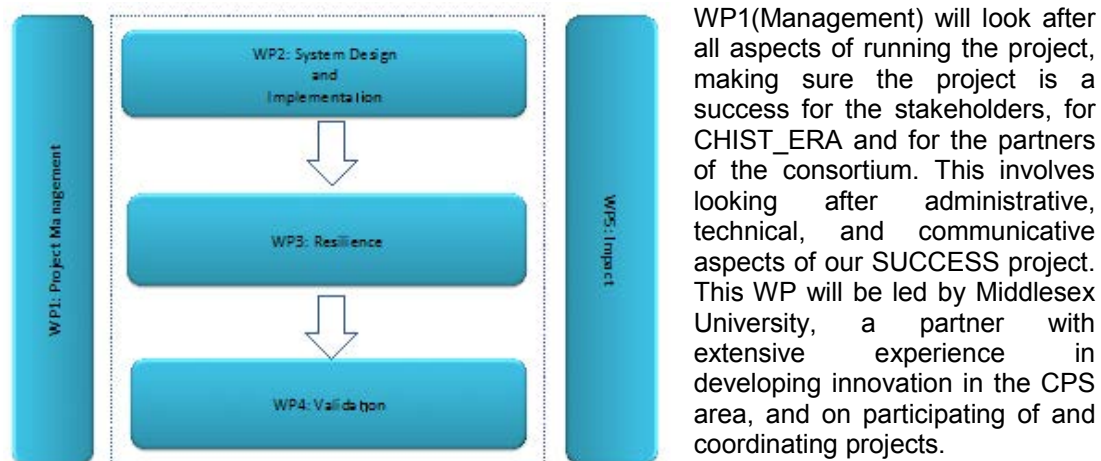 WP1: Project Management
WP2: System Design
and
Implementation
WP3: Resilience
WP4: Validation
WP5: Impact
WP1(Management) will look after
all aspects of running the project,
making sure the project is a
success for the stakeholders, for
CHIST_ERA and for the partners
of the consortium. This involves
looking after administrative,
technical, and communicative
aspects of our SUCCESS project.
This WP will be led by Middlesex
University, a partner with
extensive experience in
developing innovation in the CPS
area, and on participating of and
coordinating projects.